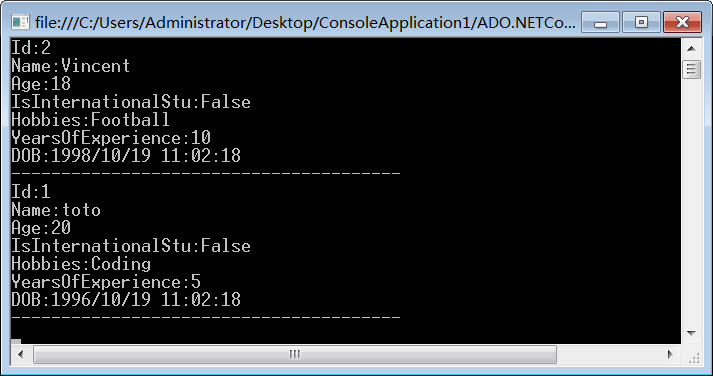 file:///C:/Users/Administrator/Desktop/ConsoleApplication1/ADO.NETCo...
Id:2
Name:Vincent
Age:18
IsInternationalStu:False
Hobbies:Football
YearsOfExperience:10
DOB:1998/10/19 11:02:18
---------------------------------------
Id:1
Name:toto
Age:20
IsInternationalStu:False
Hobbies:Coding
YearsOfExperience:5
DOB:1996/10/19 11:02:18
---------------------------------------